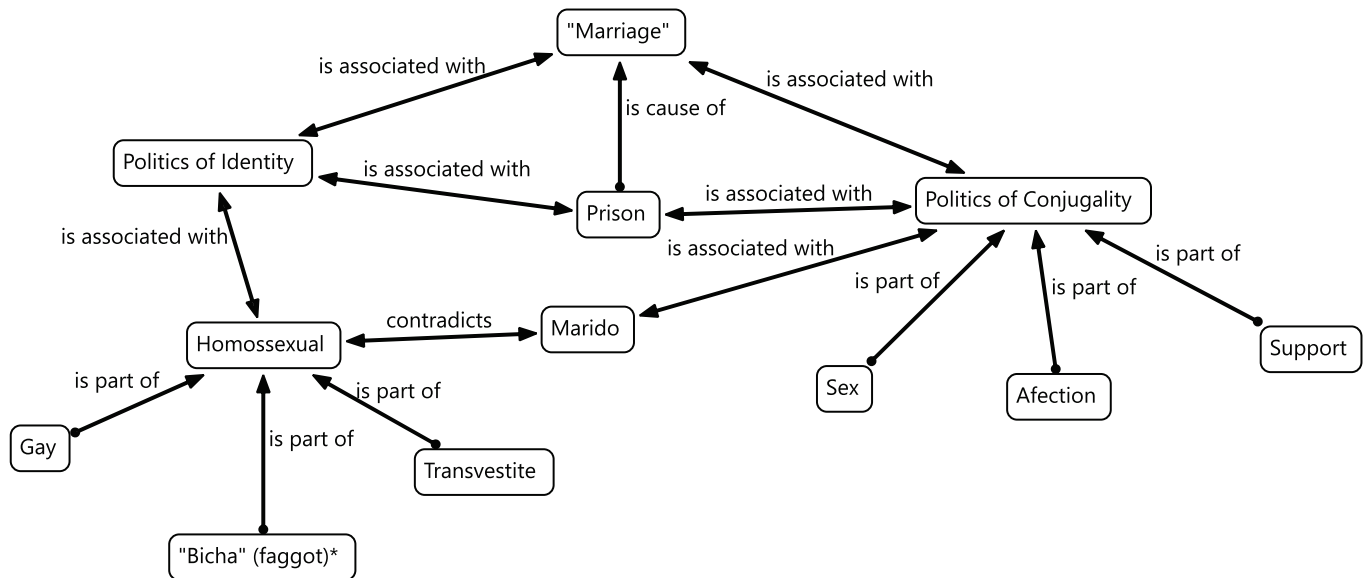 "Marriage"
is associated with
is associated with
is cause of
Politics of Identity
is associated with
is associated with
Politics of Conjugality
Prison
is associated with
is associated with
is part of
is part of
is part of
contradicts
Marido
Homossexual
Support
is part of
is part of
Sex
Afection
is part of
Gay
Transvestite
"Bicha" (faggot)*